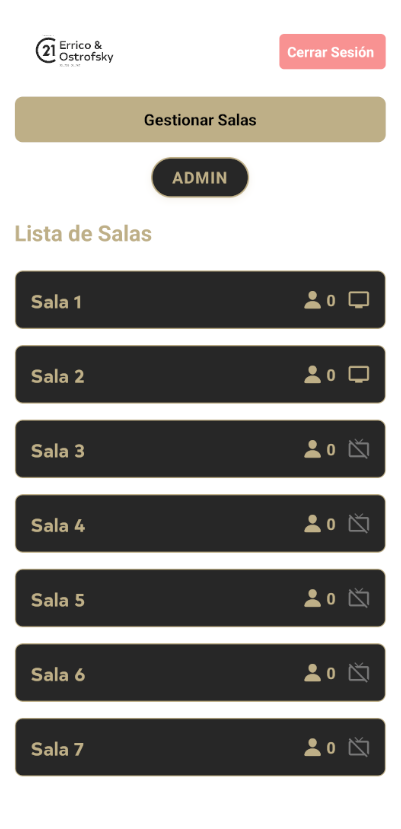 21 Errico &
Ostrofsky
Cerrar Sesión
Gestionar Salas
ADMIN
Lista de Salas
Sala 1 0
Sala 2 0
Sala 3 0
Sala 4 0
Sala 5 0
Sala 6 0
Sala 7 0